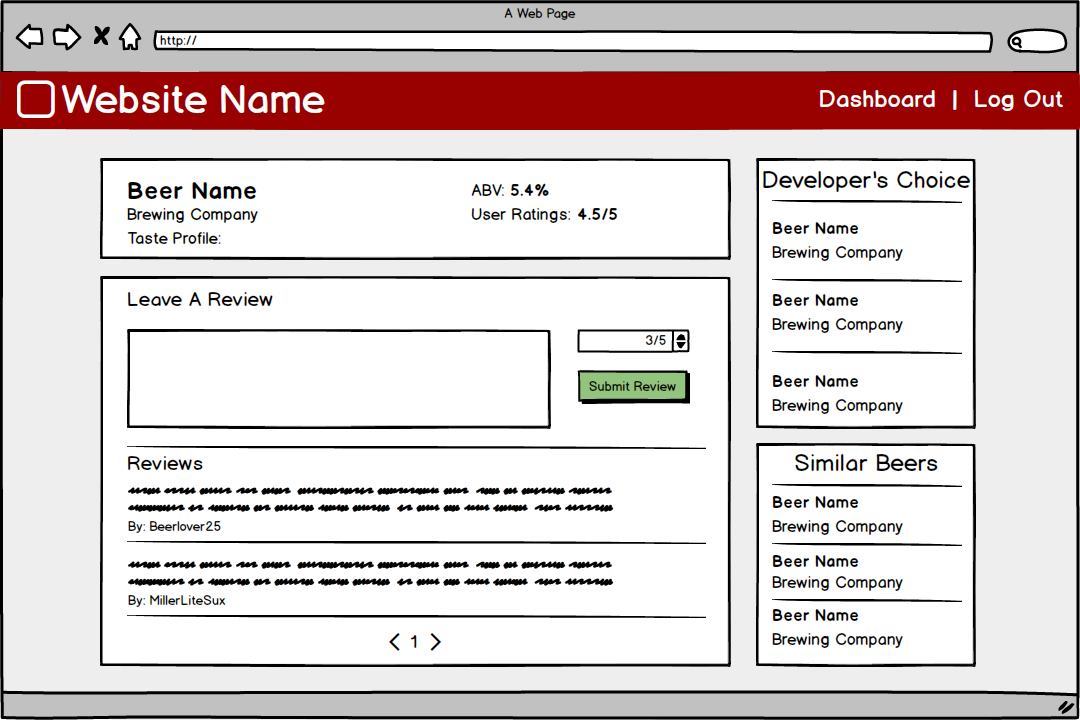 A Web Page
http://
Website Name
Dashboard | Log Out
Beer Name
Brewing Company
Taste Profile:
ABV: 5.4%
User Ratings: 4.5/5
Leave A Review
3/5
Submit Review
Reviews
By: Beerlover25
By: MillerLiteSux
1
Developer's Choice
Beer Name
Brewing Company
Beer Name
Brewing Company
Beer Name
Brewing Company
Similar Beers
Beer Name
Brewing Company
Beer Name
Brewing Company
Beer Name
Brewing Company